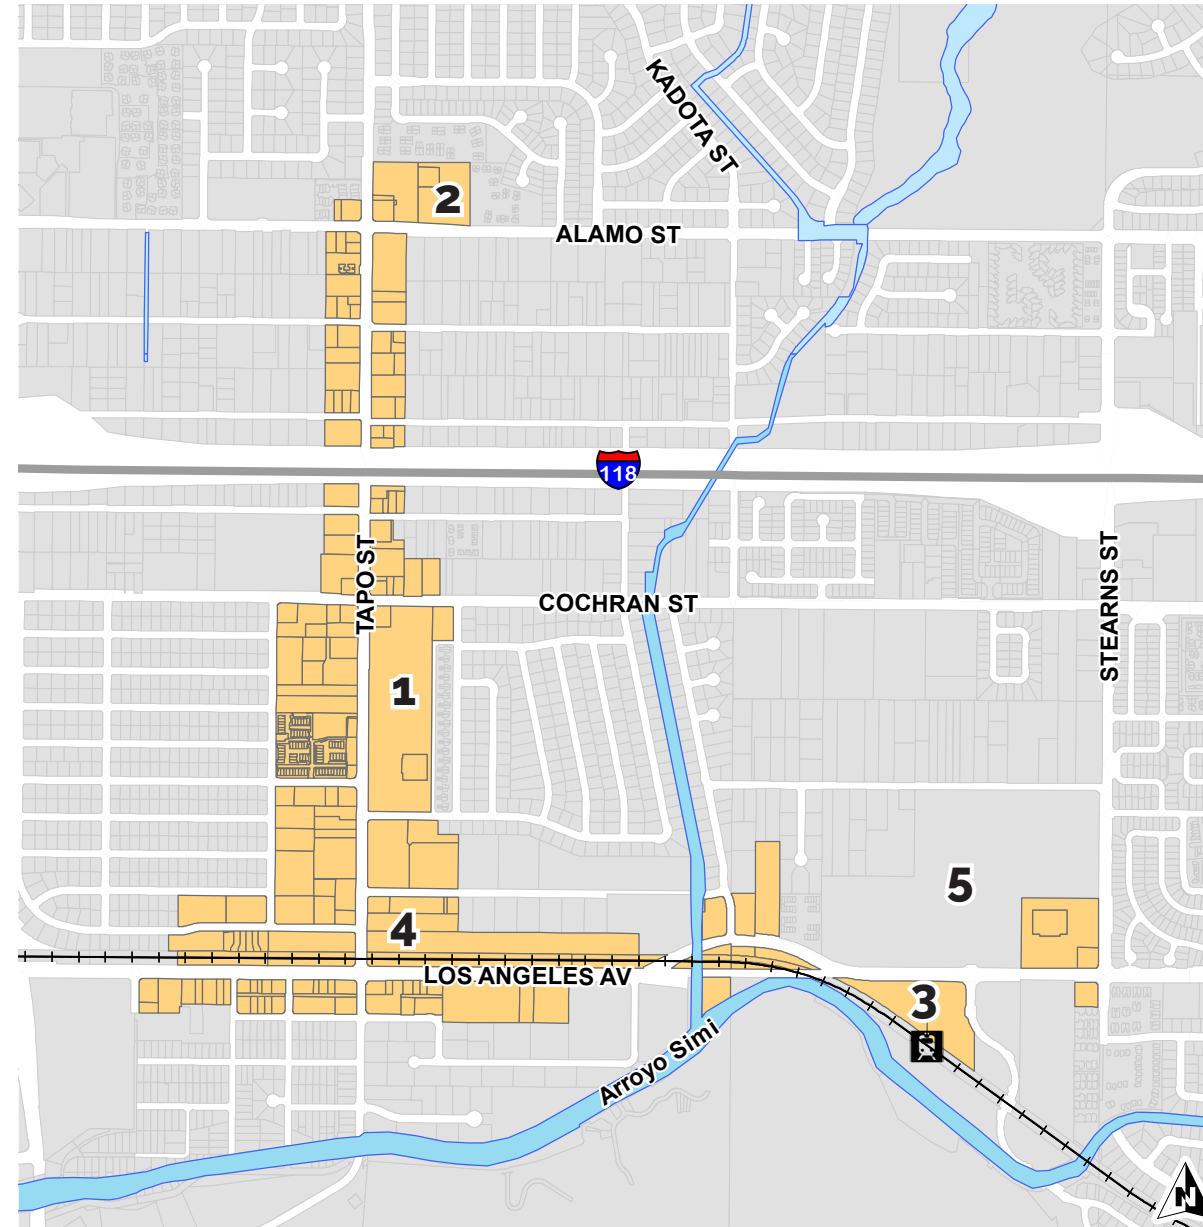 KADOTA ST
2
ALAMO ST
118
TAPO ST
COCHRAN ST
STEARNS ST
1
5
4
LOS ANGELES AV
3
Arroyo Simi
N